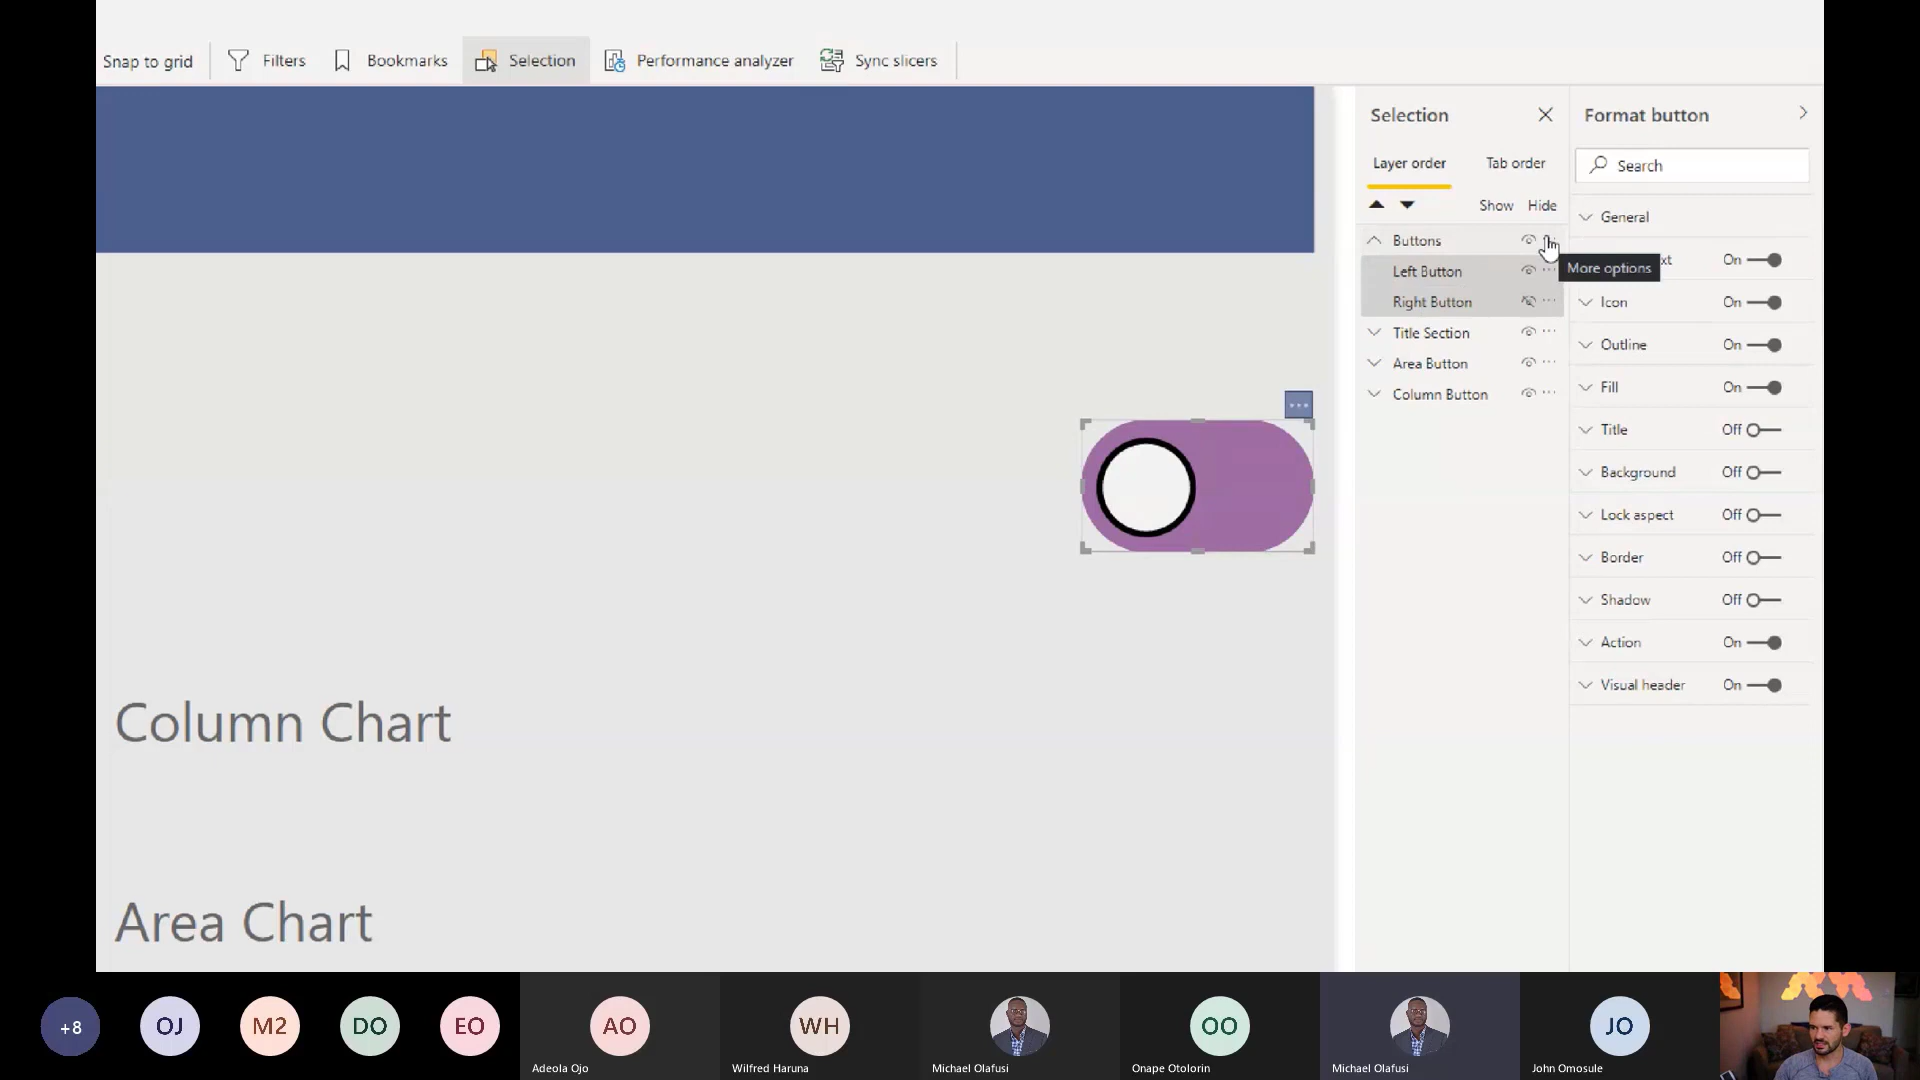 Snap to grid Filters Bookmarks Selection Performance analyzer Sync slicers
Selection
Layer order Tab order
Show Hide
Buttons
Left Button
Right Button
Title Section
Area Button
Column Button
More options
Format button
Search
General
xt On
Icon On
Outline On
Fill On
Title Off
Background Off
Lock aspect Off
Border Off
Shadow Off
Action On
Visual header On
Column Chart
Area Chart
+8 OJ M2 DO EO AO WH OO JO
Adeola Ojo Wilfred Haruna Michael Olafusi Onape Otolorin Michael Olafusi John Omosule